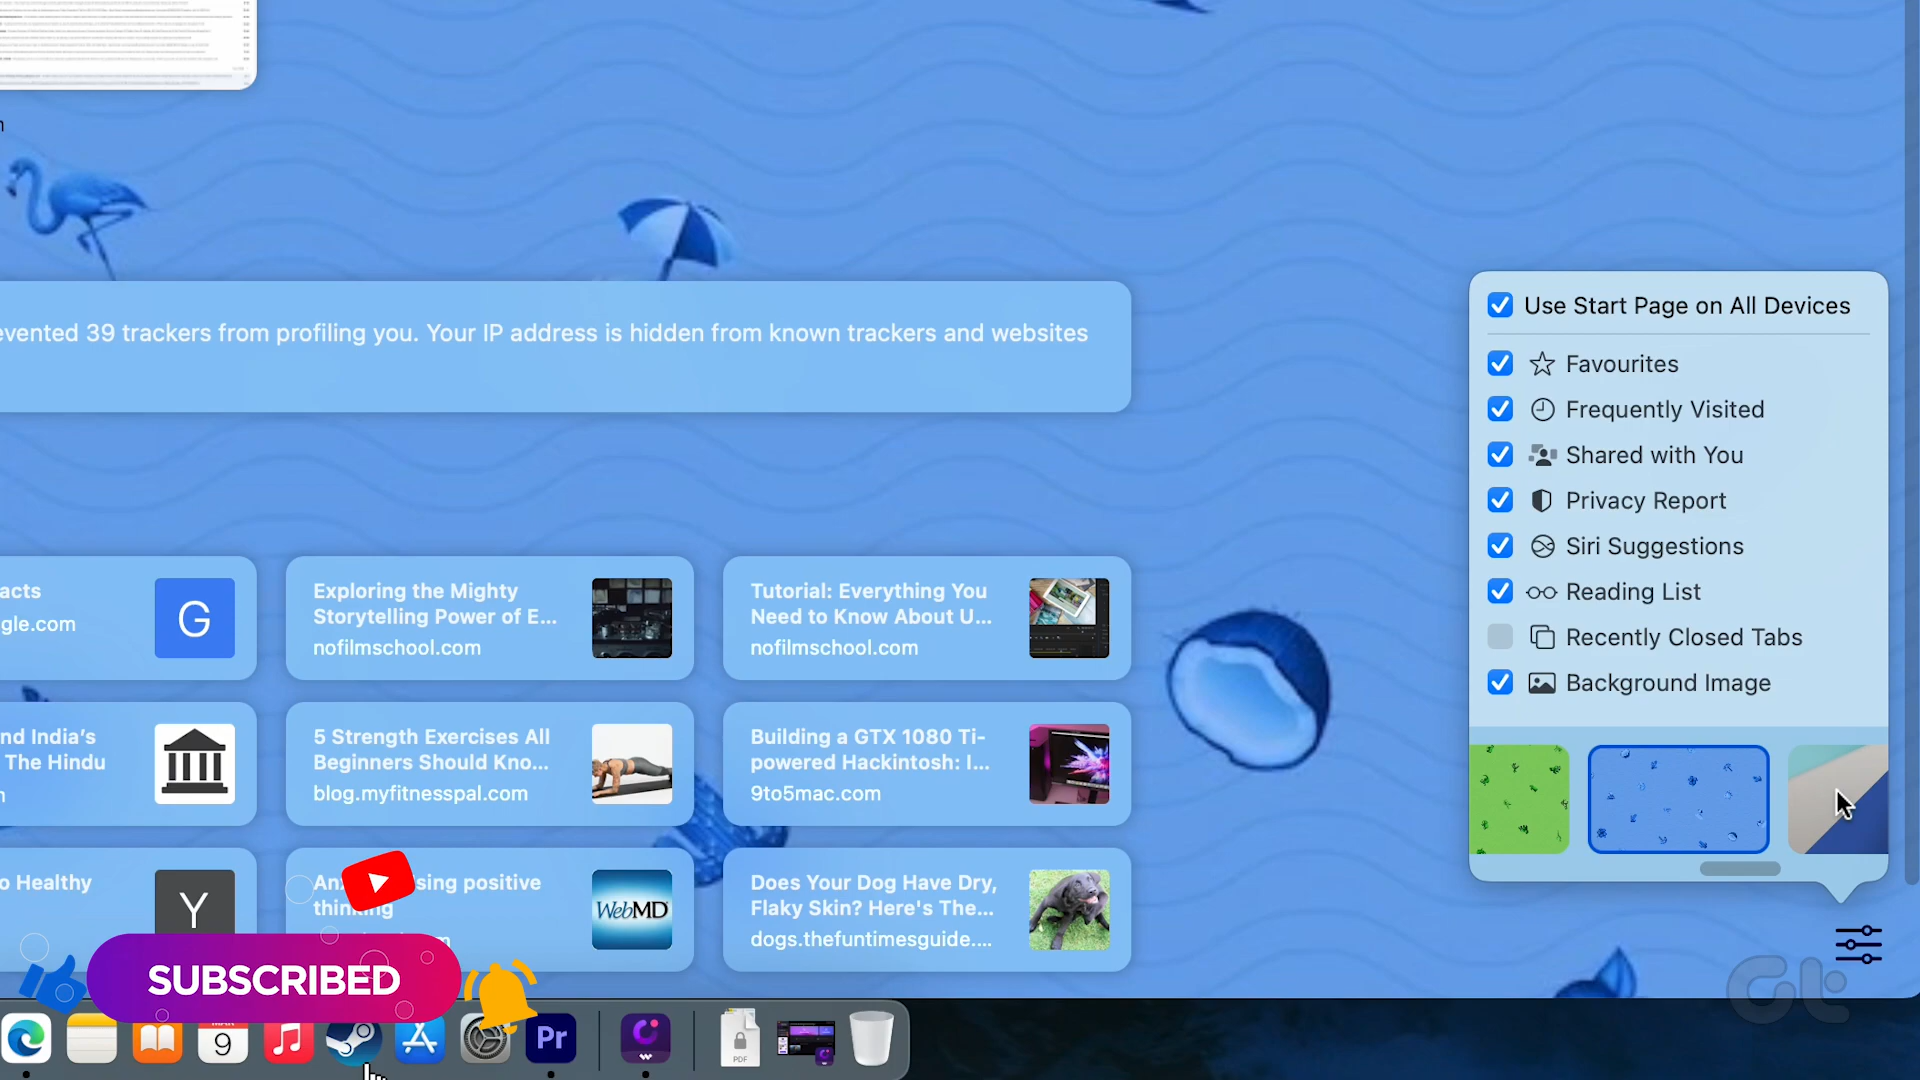 evented 39 trackers from profiling you. Your IP address is hidden from known trackers and websites
Use Start Page on All Devices
Favourites
Frequently Visited
Shared with You
Privacy Report
Siri Suggestions
Reading List
Recently Closed Tabs
Background Image
acts
gle.com
G
Exploring the Mighty
Storytelling Power of E...
nofilmschool.com
Tutorial: Everything You
Need to Know About U...
nofilmschool.com
nd India's
The Hindu
5 Strength Exercises All
Beginners Should Kno...
blog.myfitnesspal.com
Building a GTX 1080 Ti-
powered Hackintosh: I...
9to5mac.com
o Healthy
Y
sing positive
WebMD
Does Your Dog Have Dry,
Flaky Skin? Here's The...
dogs.thefuntimesguide....
SUBSCRIBED
MAR
9
Pr
PDF
Gt